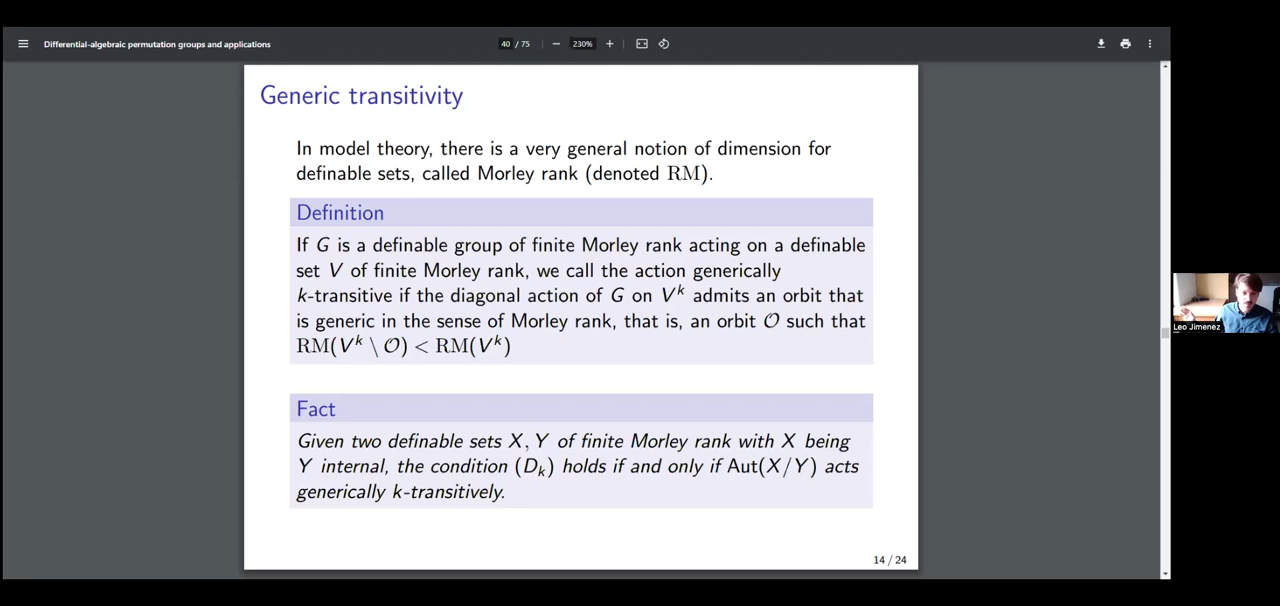 Differential-algebraic permutation groups and applications
40 / 75
230%
Generic transitivity
In model theory, there is a very general notion of dimension for
definable sets, called Morley rank (denoted RM).
Definition
If G is a definable group of finite Morley rank acting on a definable
set V of finite Morley rank, we call the action generically
k-transitive if the diagonal action of G on V^k admits an orbit that
is generic in the sense of Morley rank, that is, an orbit 𝒪 such that
RM(V^k \ 𝒪) < RM(V^k)
Fact
Given two definable sets X, Y of finite Morley rank with X being
Y internal, the condition (D_k) holds if and only if Aut(X/Y) acts
generically k-transitively.
14 / 24
Leo Jimenez